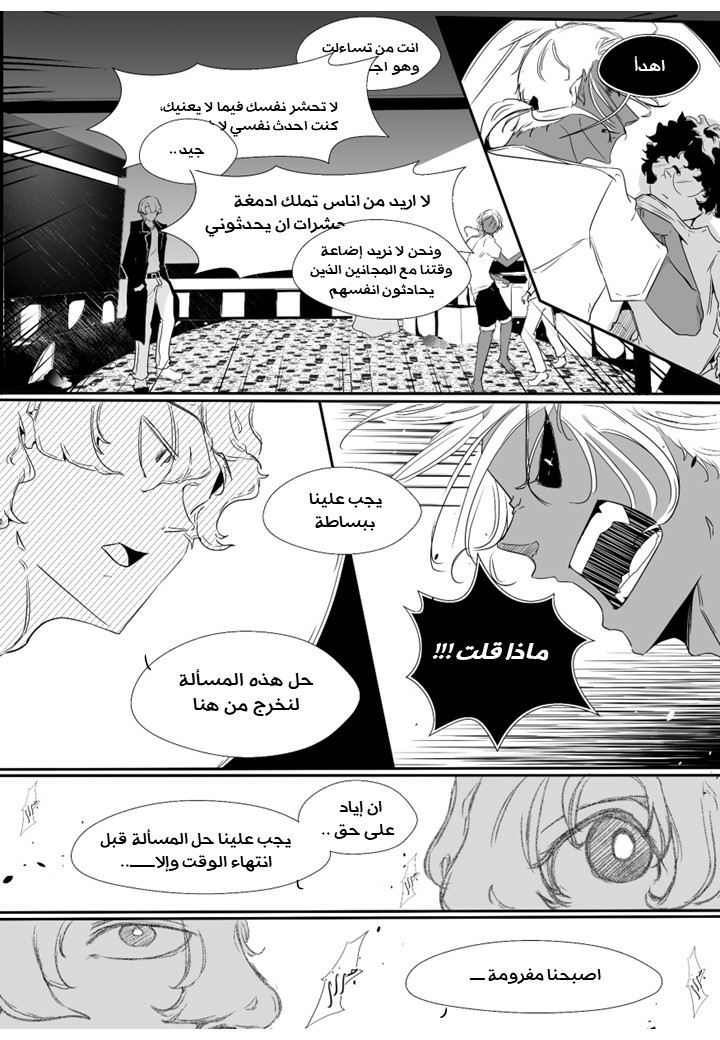 اهدأ
انت من تساءلت
وهو اجـ
لا تحشر نفسك فيما لا يعنيك،
كنت احدث نفسي لا
جيد ..
لا اريد من اناس تملك ادمغة
حشرات ان يحدثوني
ونحن لا نريد إضاعة
وقتنا مع المجانين الذين
يحادثون انفسهم
ماذا قلت !!!
يجب علينا
ببساطة
حل هذه المسألة
لنخرج من هنا
ان إياد
على حق ..
يجب علينا حل المسألة قبل
انتهاء الوقت وإلاـــــ..
اصبحنا مفرومة ـــ